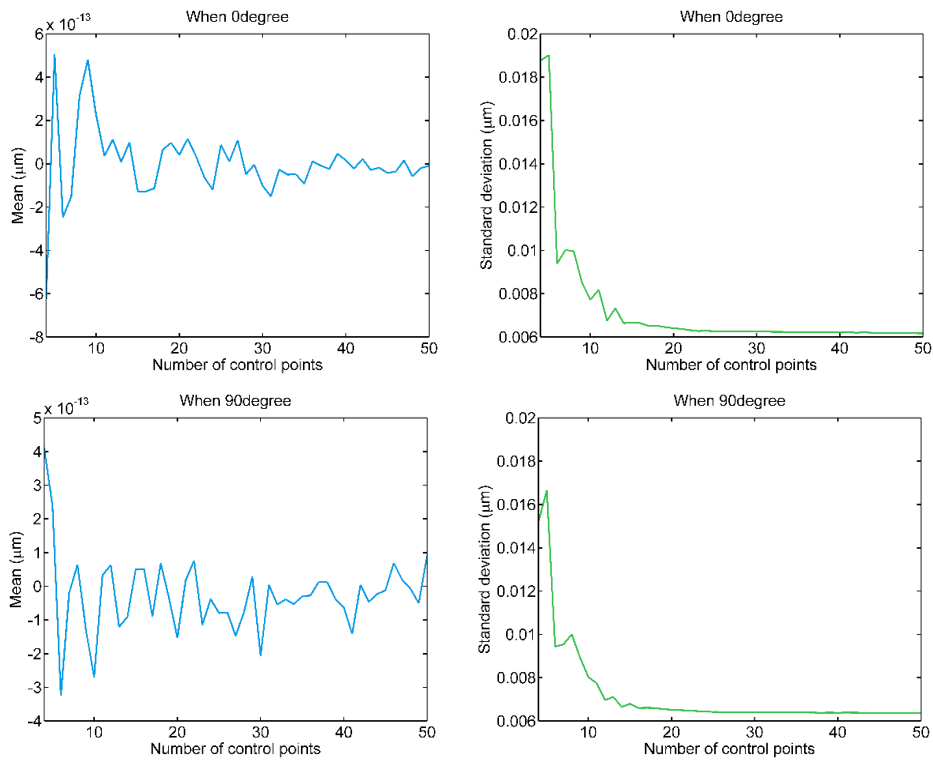 When 0degree
6 x 10-13
4
2
0
-2
-4
-6
-8
Mean (μm)
10 20 30 40 50
Number of control points
When 0degree
0.02
0.018
0.016
0.014
0.012
0.01
0.008
0.006
Standard deviation (μm)
10 20 30 40 50
Number of control points
When 90degree
5 x 10-13
4
3
2
1
0
-1
-2
-3
-4
Mean (μm)
10 20 30 40 50
Number of control points
When 90degree
0.02
0.018
0.016
0.014
0.012
0.01
0.008
0.006
Standard deviation (μm)
10 20 30 40 50
Number of control points